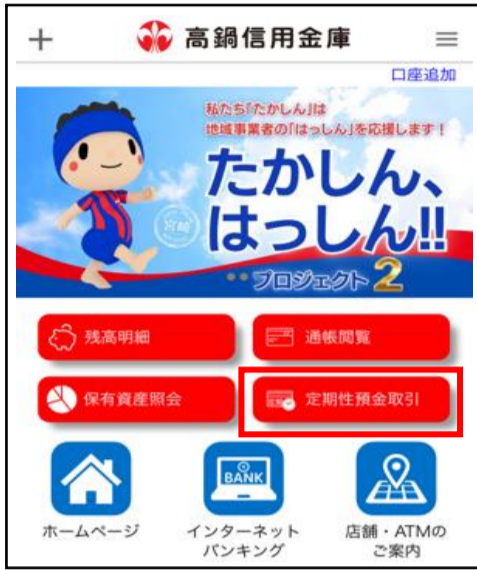 高鍋信用金庫
口座追加
私たち「たかしん」は
地域事業者の「はっしん」を応援します！
たかしん、
はっしん!!
宮崎
プロジェクト2
残高明細
通帳閲覧
保有資産照会
定期性預金取引
BANK
ホームページ
インターネット
バンキング
店舗・ATMの
ご案内